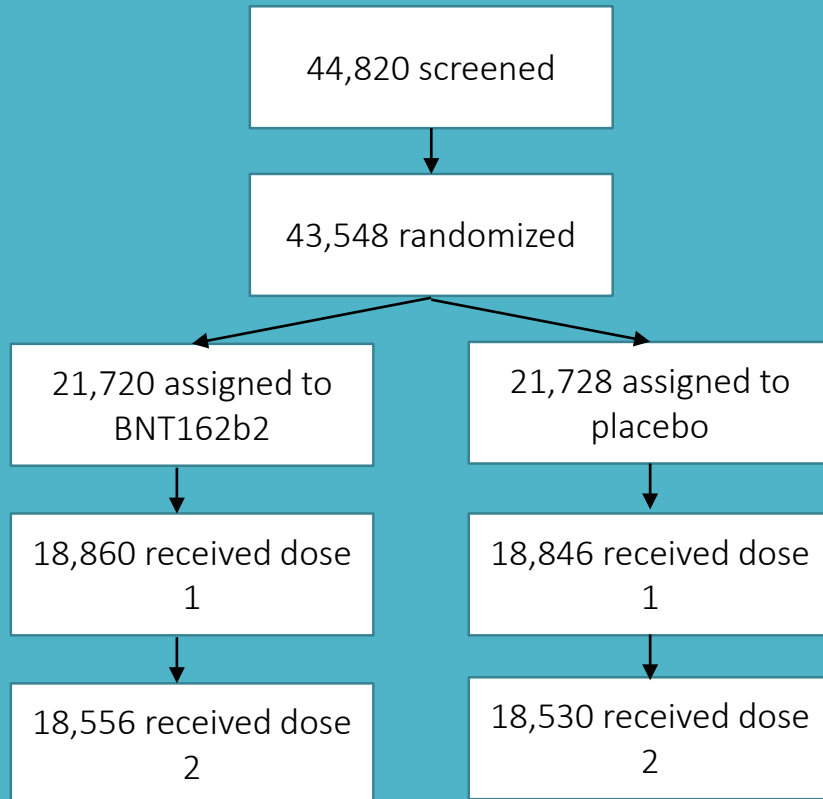 44,820 screened
43,548 randomized
21,720 assigned to
BNT162b2
21,728 assigned to
placebo
18,860 received dose
1
18,846 received dose
1
18,556 received dose
2
18,530 received dose
2